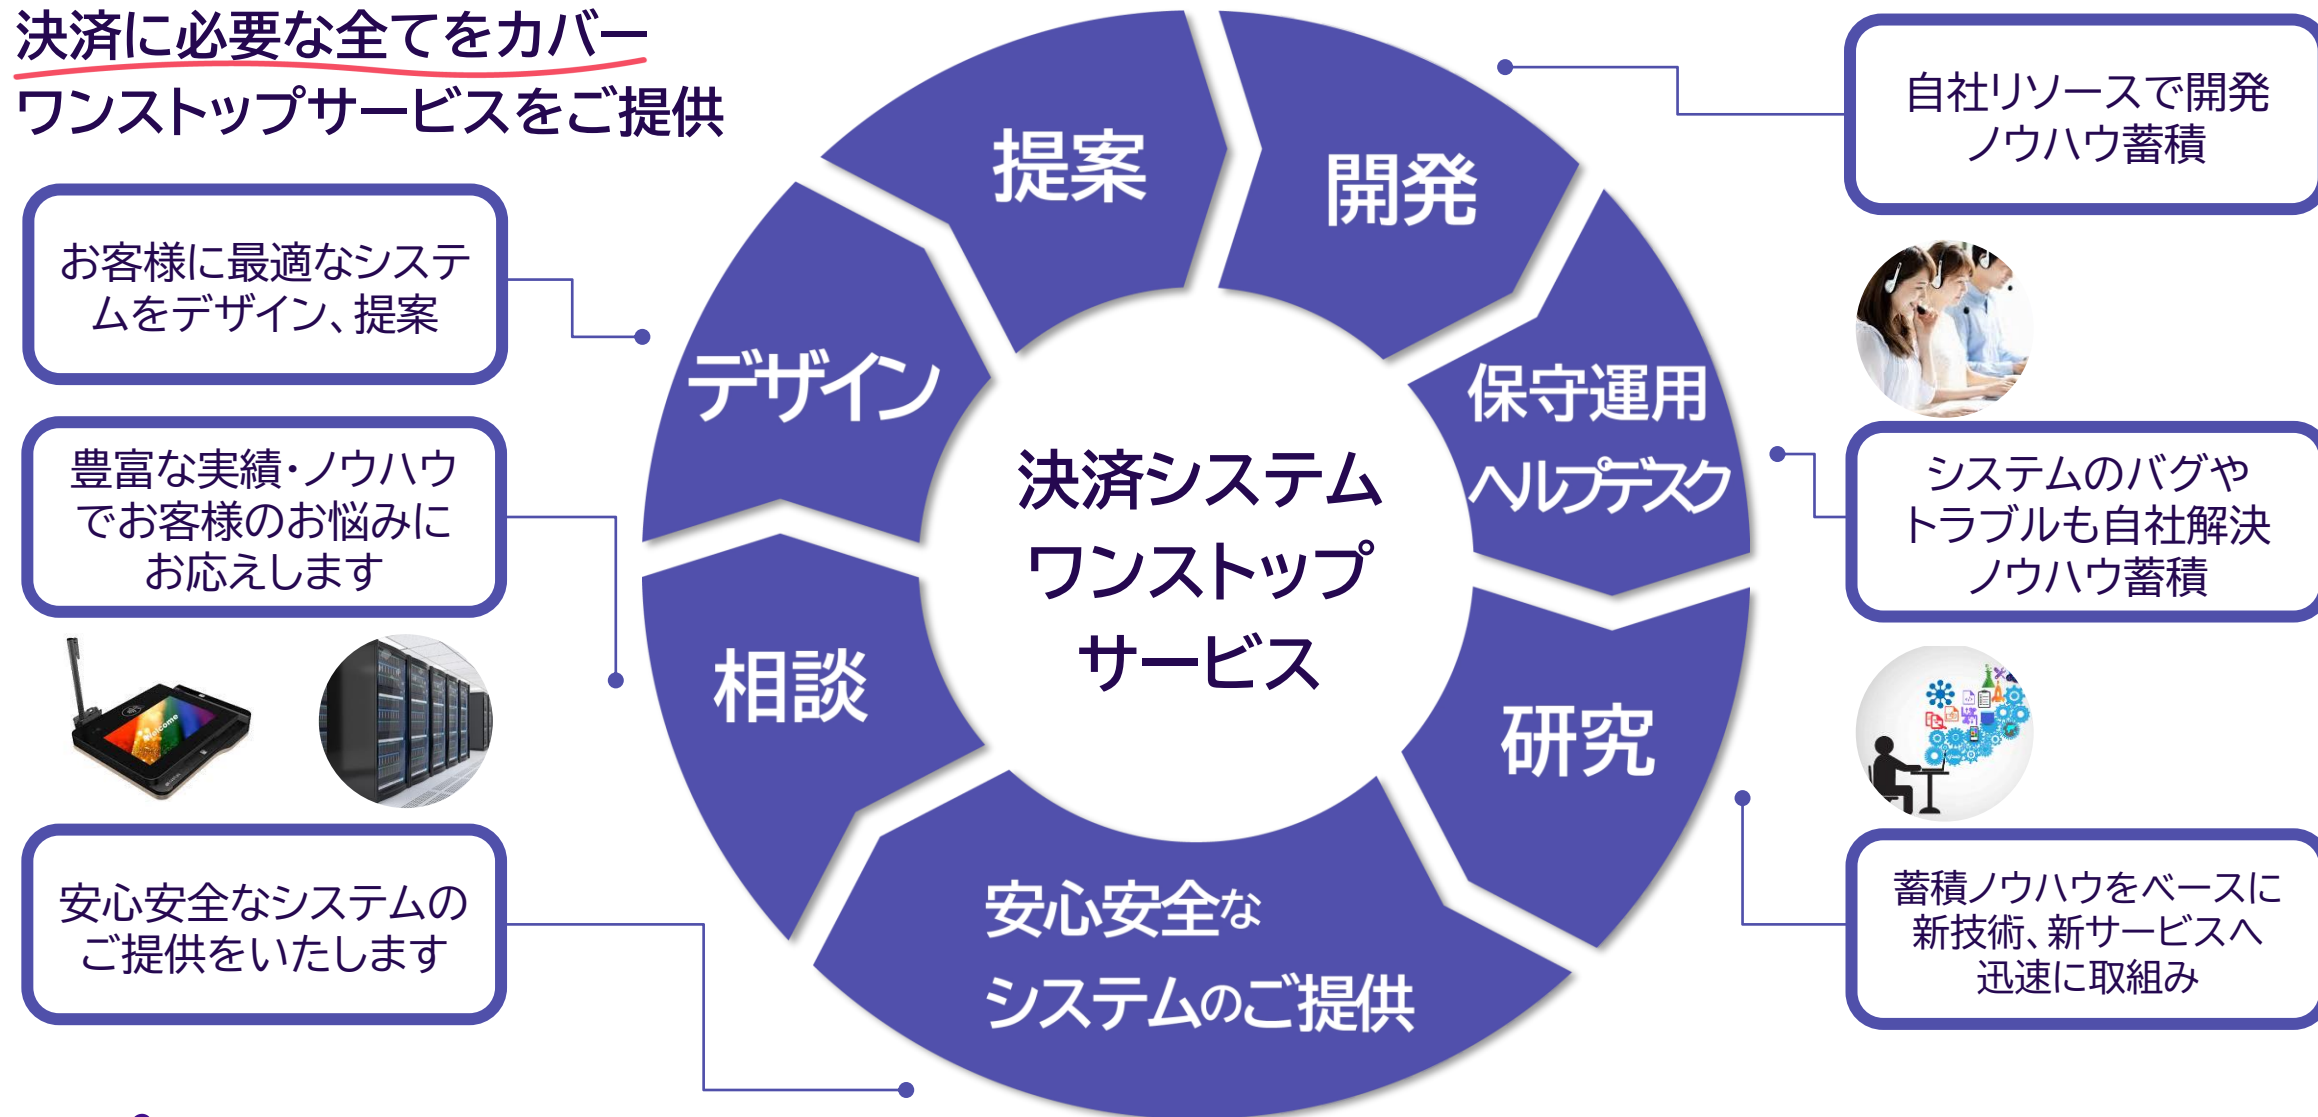 決済に必要な全てをカバー
ワンストップサービスをご提供
お客様に最適なシステ
ムをデザイン、提案
豊富な実績・ノウハウ
でお客様のお悩みに
お応えします
安心安全なシステムの
ご提供をいたします
提案
開発
デザイン
保守運用
ヘルプデスク
相談
研究
安心安全な
システムのご提供
決済システム
ワンストップ
サービス
自社リソースで開発
ノウハウ蓄積
システムのバグや
トラブルも自社解決
ノウハウ蓄積
蓄積ノウハウをベースに
新技術、新サービスへ
迅速に取組み